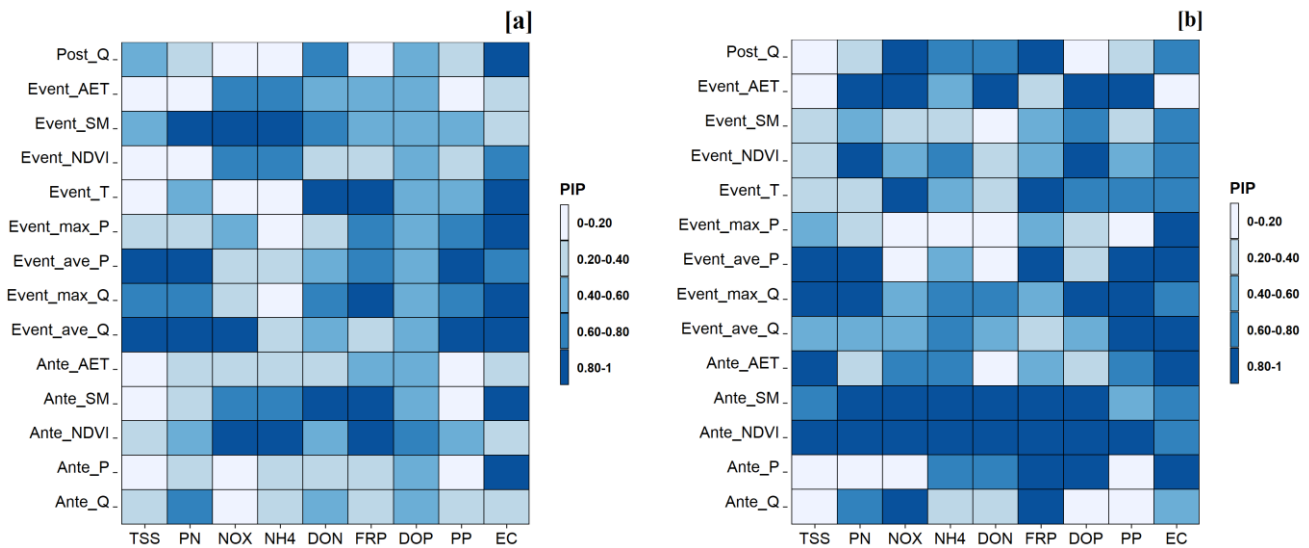 [a]
Post_Q
Event_AET
Event_SM
Event_NDVI
Event_T
Event_max_P
Event_ave_P
Event_max_Q
Event_ave_Q
Ante_AET
Ante_SM
Ante_NDVI
Ante_P
Ante_Q
TSS PN NOX NH4 DON FRP DOP PP EC
PIP
0-0.20
0.20-0.40
0.40-0.60
0.60-0.80
0.80-1
[b]
Post_Q
Event_AET
Event_SM
Event_NDVI
Event_T
Event_max_P
Event_ave_P
Event_max_Q
Event_ave_Q
Ante_AET
Ante_SM
Ante_NDVI
Ante_P
Ante_Q
TSS PN NOX NH4 DON FRP DOP PP EC
PIP
0-0.20
0.20-0.40
0.40-0.60
0.60-0.80
0.80-1